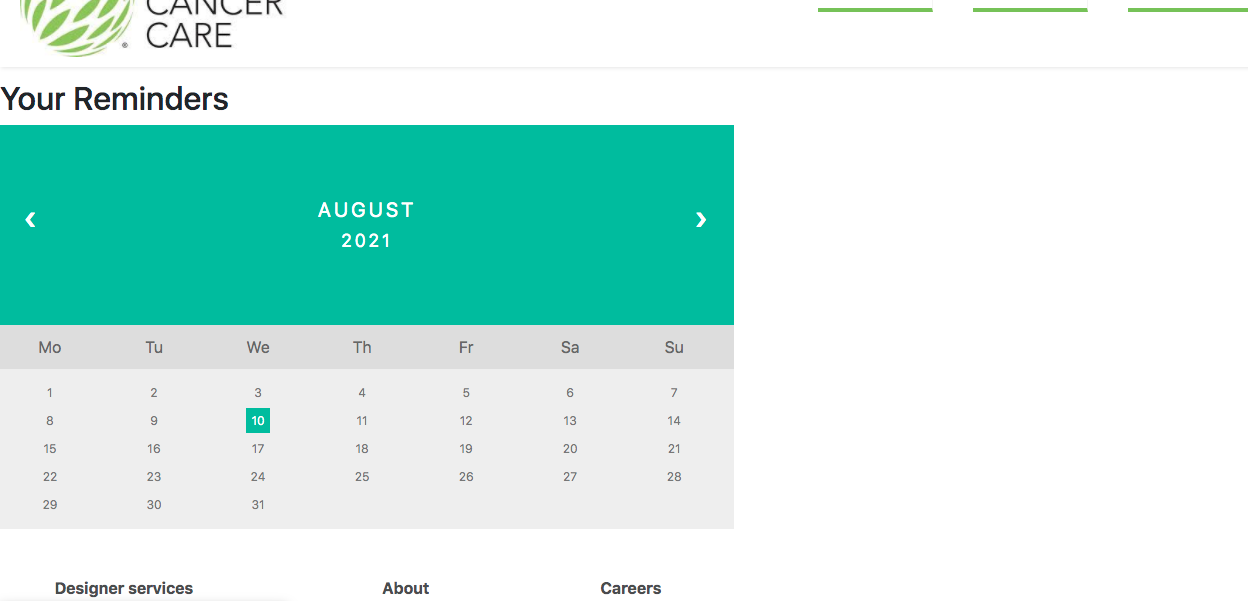 CANCER
CARE
®
Your Reminders
‹ AUGUST ›
2021
Mo Tu We Th Fr Sa Su
1 2 3 4 5 6 7
8 9 10 11 12 13 14
15 16 17 18 19 20 21
22 23 24 25 26 27 28
29 30 31
Designer services About Careers